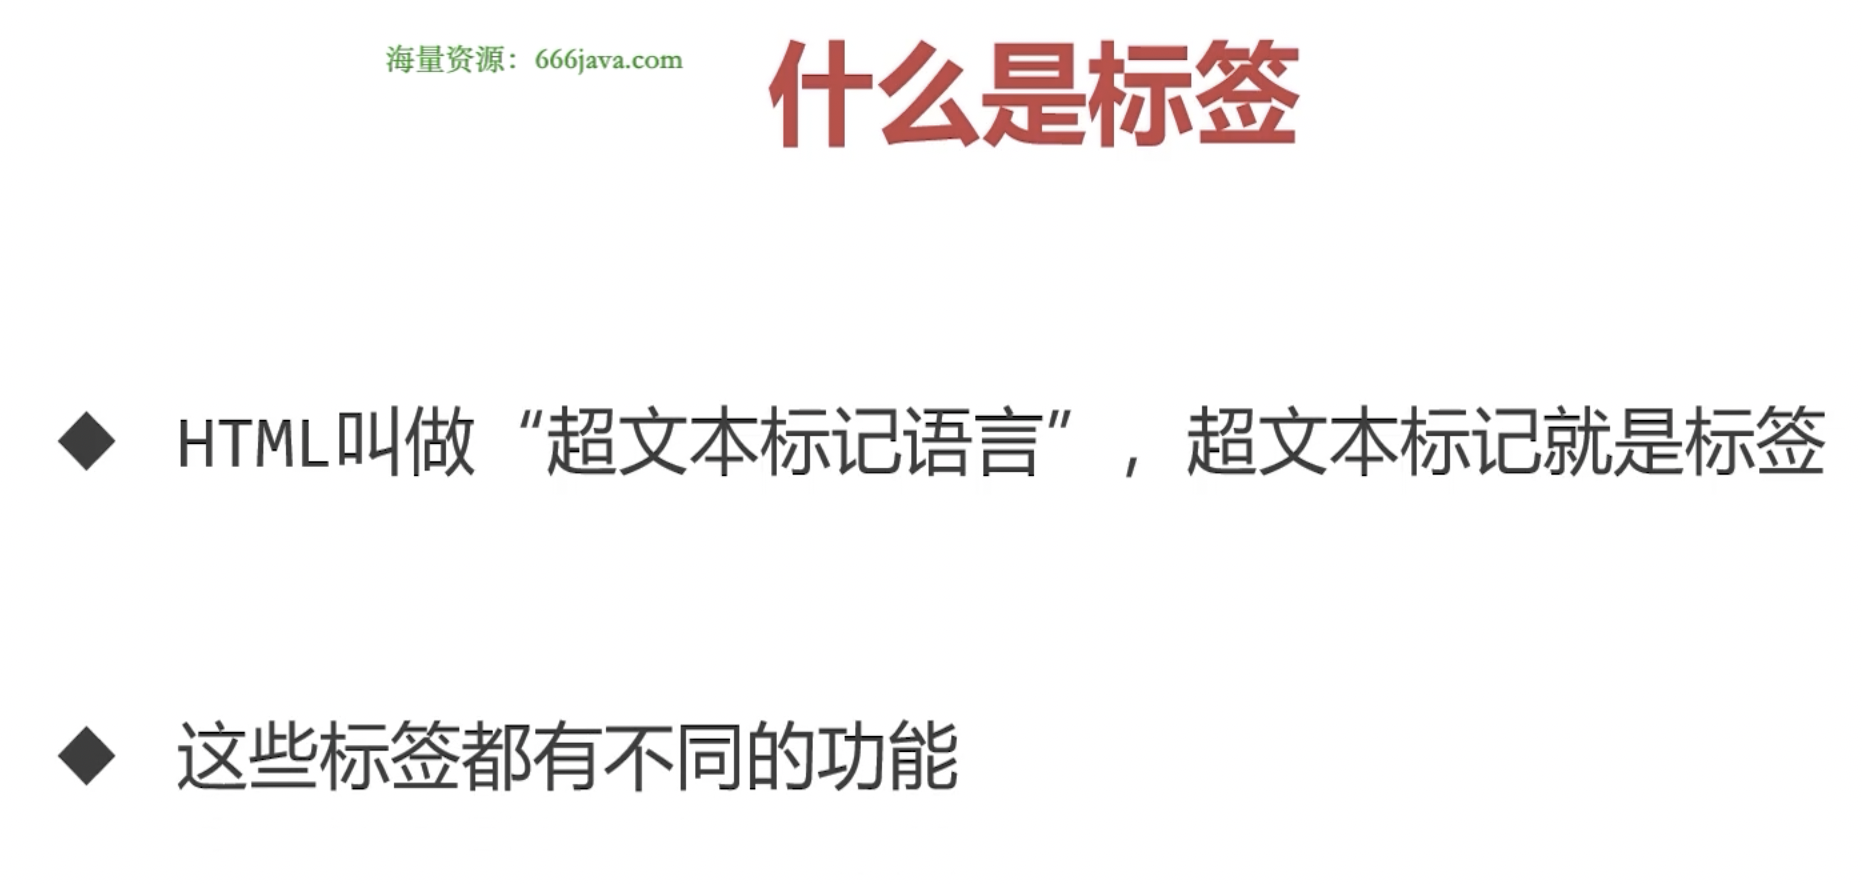 海量资源：666java.com
什么是标签
◆ HTML叫做“超文本标记语言”，超文本标记就是标签
◆ 这些标签都有不同的功能